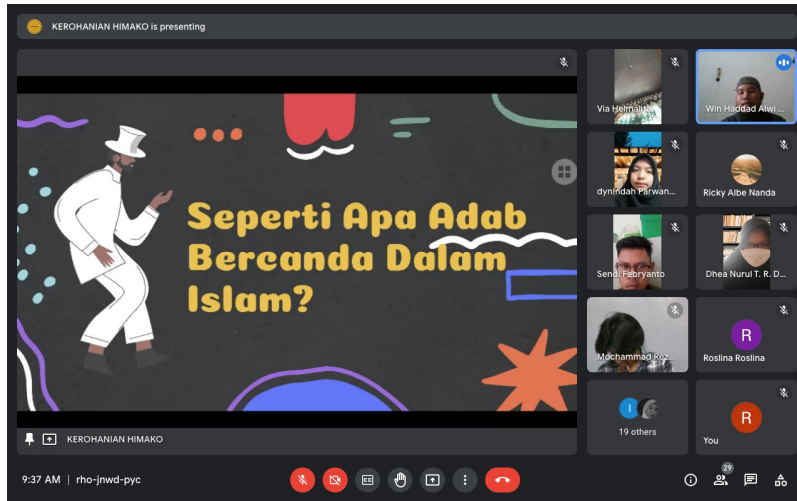 KEROHANIAN HIMAKO is presenting
Seperti Apa Adab
Bercanda Dalam
Islam?
KEROHANIAN HIMAKO
Via Helmalit
Win Haddad Alwi ...
dynIndah Parwan...
Ricky Albe Nanda
Sendi Febryanto
Dhea Nurul T. R. D...
Mochammad Rez...
R
Roslina Roslina
I
19 others
R
You
9:37 AM | rho-jnwd-pyc
CC
29